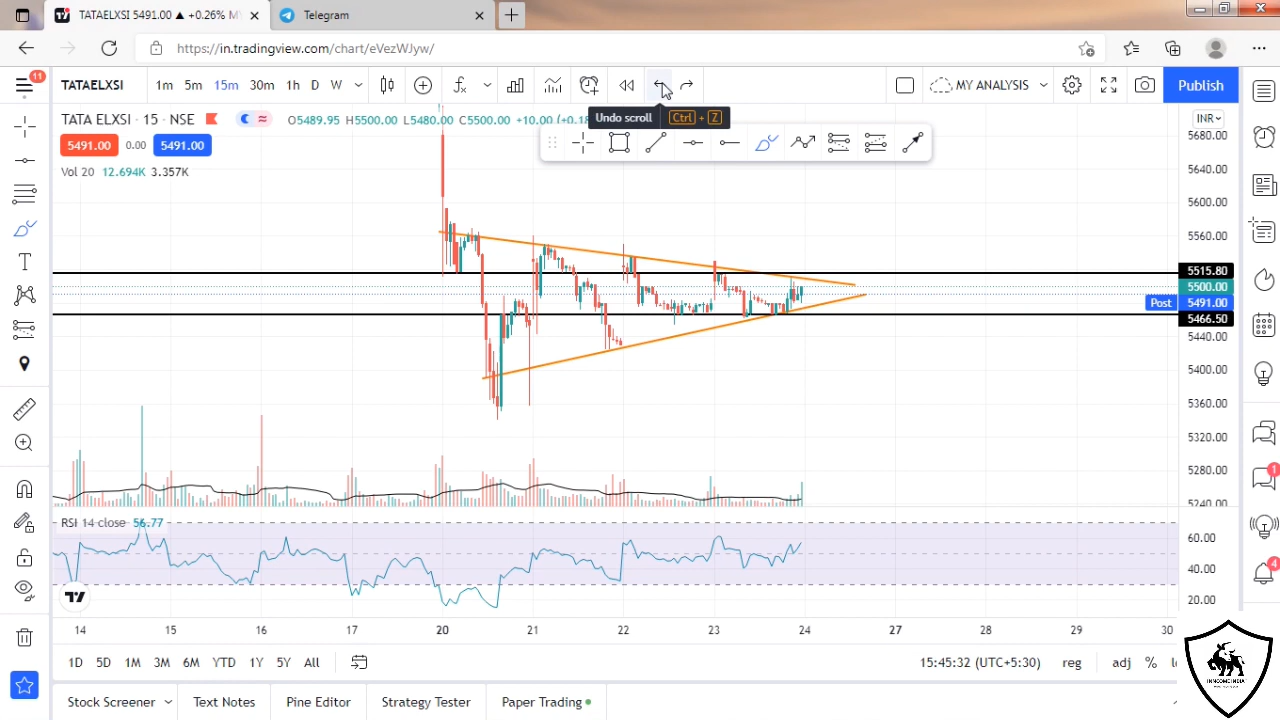 TATAELXSI 5491.00 ▲ +0.26% M
Telegram
https://in.tradingview.com/chart/eVezWJyw/
11
TATAELXSI 1m 5m 15m 30m 1h D W MY ANALYSIS Publish
Undo scroll Ctrl + Z
TATA ELXSI · 15 · NSE O5489.95 H5500.00 L5480.00 C5500.00 +10.00 (+0.18
INR
5491.00 0.00 5491.00
Vol 20 12.694K 3.357K
5680.00
5640.00
5600.00
5560.00
5515.80
5500.00
Post 5491.00
5466.50
5440.00
5400.00
5360.00
5320.00
5280.00
5240.00
RSI 14 close 56.77
60.00
40.00
20.00
1
4
14 15 16 17 20 21 22 23 24 27 28 29 30
1D 5D 1M 3M 6M YTD 1Y 5Y All 15:45:32 (UTC+5:30) reg adj %
Stock Screener Text Notes Pine Editor Strategy Tester Paper Trading
INNCOMEINDIA